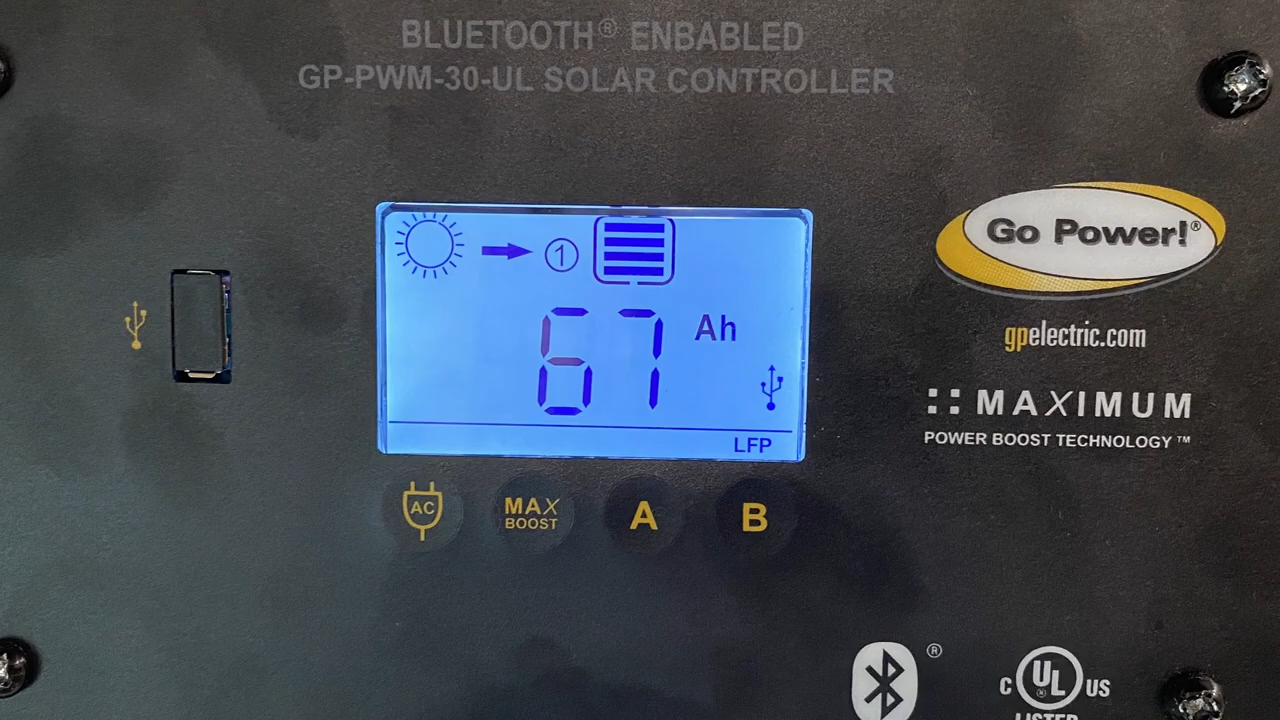 BLUETOOTH® ENBABLED
GP-PWM-30-UL SOLAR CONTROLLER
1
67 Ah
LFP
AC
MAX
BOOST
A
B
Go Power!®
gpelectric.com
MAXIMUM
POWER BOOST TECHNOLOGY™
®
C UL® US
LISTED